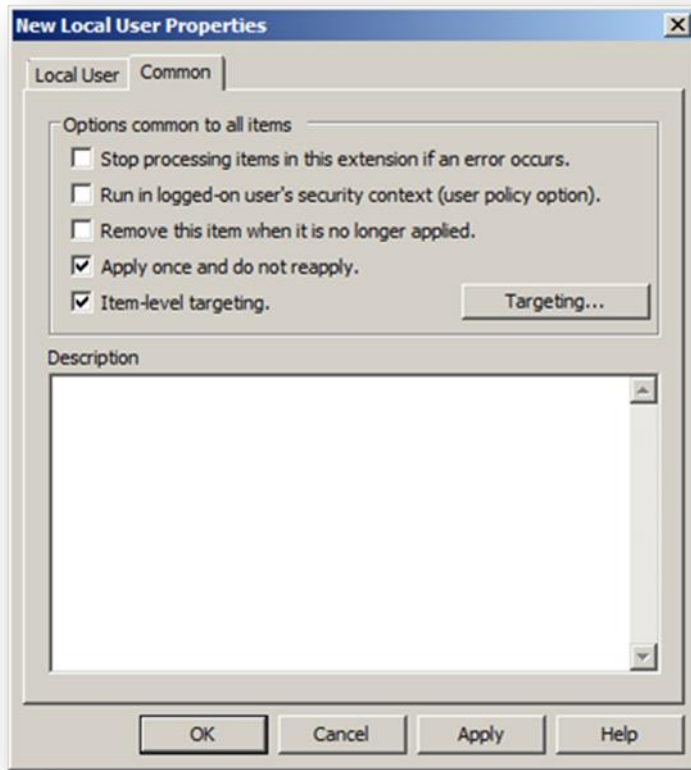 New Local User Properties
Local User
Common
Options common to all items
Stop processing items in this extension if an error occurs.
Run in logged-on user's security context (user policy option).
Remove this item when it is no longer applied.
Apply once and do not reapply.
Item-level targeting.
Targeting...
Description
OK
Cancel
Apply
Help